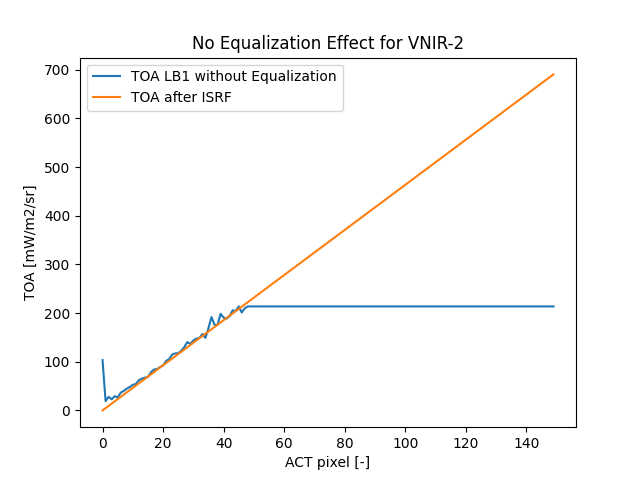 No Equalization Effect for VNIR-2
TOA LB1 without Equalization
TOA after ISRF
TOA [mW/m2/sr]
700
600
500
400
300
200
100
0
0 20 40 60 80 100 120 140
ACT pixel [-]